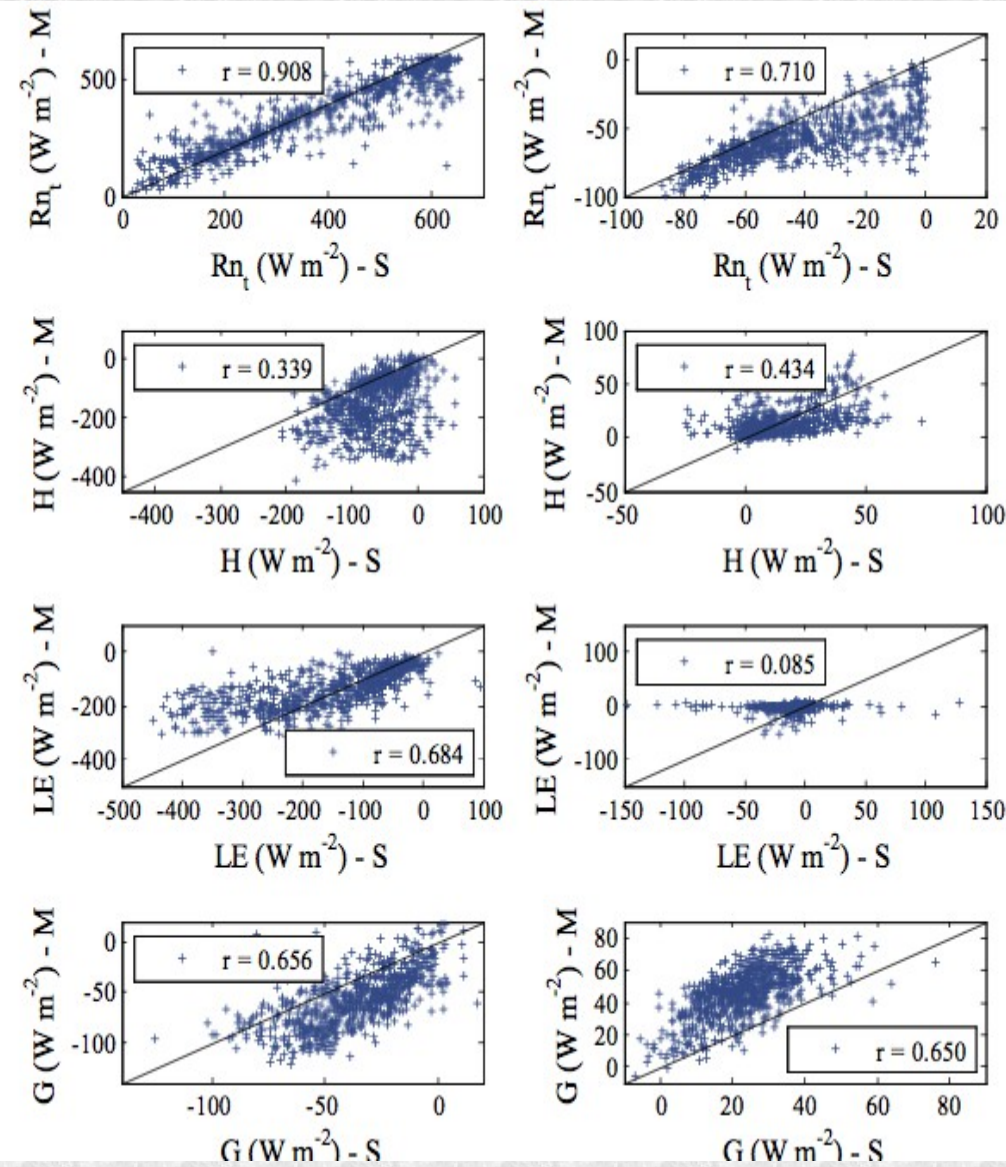 Rn_t (W m^-2) - M
500
0
r = 0.908
0 200 400 600
Rn_t (W m^-2) - S
Rn_t (W m^-2) - M
0
-50
-100
r = 0.710
-100 -80 -60 -40 -20 0 20
Rn_t (W m^-2) - S
H (W m^-2) - M
0
-200
-400
r = 0.339
-400 -300 -200 -100 0 100
H (W m^-2) - S
H (W m^-2) - M
100
50
0
-50
r = 0.434
-50 0 50 100
H (W m^-2) - S
LE (W m^-2) - M
0
-200
-400
r = 0.684
-500 -400 -300 -200 -100 0 100
LE (W m^-2) - S
LE (W m^-2) - M
100
0
-100
r = 0.085
-150 -100 -50 0 50 100 150
LE (W m^-2) - S
G (W m^-2) - M
0
-50
-100
r = 0.656
-100 -50 0
G (W m^-2) - S
G (W m^-2) - M
80
60
40
20
0
r = 0.650
0 20 40 60 80
G (W m^-2) - S